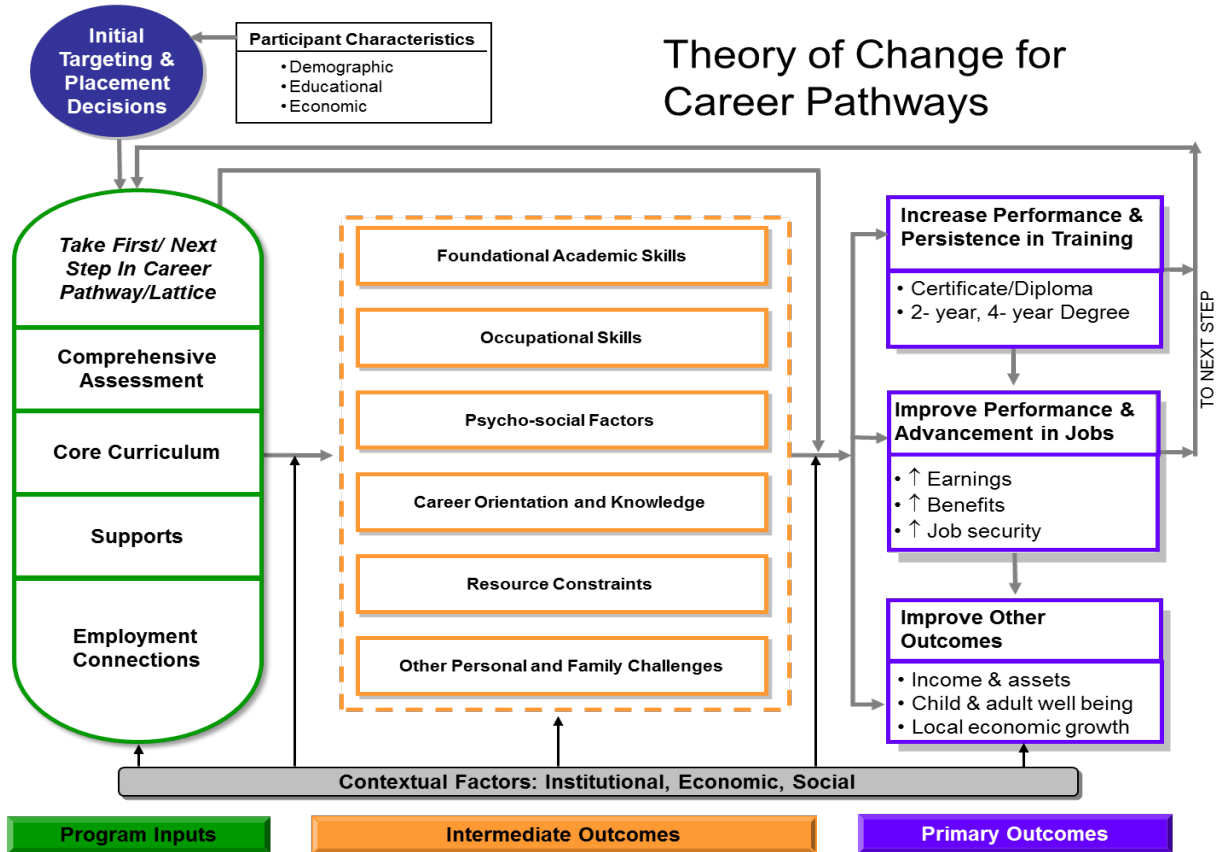 Initial
Targeting &
Placement
Decisions
Participant Characteristics
•Demographic
•Educational
•Economic
Theory of Change for
Career Pathways
Take First/ Next
Step In Career
Pathway/Lattice
Comprehensive
Assessment
Core Curriculum
Supports
Employment
Connections
Foundational Academic Skills
Occupational Skills
Psycho-social Factors
Career Orientation and Knowledge
Resource Constraints
Other Personal and Family Challenges
Increase Performance &
Persistence in Training
• Certificate/Diploma
• 2- year, 4- year Degree
Improve Performance &
Advancement in Jobs
• ↑ Earnings
• ↑ Benefits
• ↑ Job security
Improve Other
Outcomes
• Income & assets
• Child & adult well being
• Local economic growth
TO NEXT STEP
Contextual Factors: Institutional, Economic, Social
Program Inputs
Intermediate Outcomes
Primary Outcomes